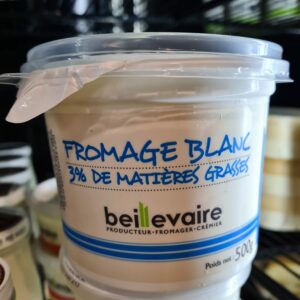 FROMAGE BLANC
3% DE MATIÈRES GRASSES
beillevaire
PRODUCTEUR-FROMAGER-CRÉMIER
Poids net : 500g